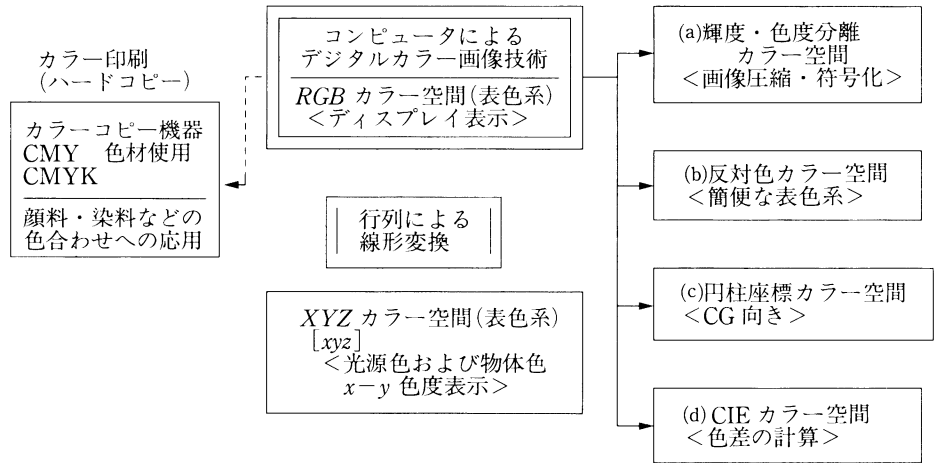 カラー印刷
(ハードコピー)
カラーコピー機器
CMY 色材使用
CMYK
顔料・染料などの
色合わせへの応用
コンピュータによる
デジタルカラー画像技術
RGB カラー空間(表色系)
<ディスプレイ表示>
行列による
線形変換
XYZ カラー空間(表色系)
[xyz]
<光源色および物体色
x−y 色度表示>
(a)輝度・色度分離
カラー空間
<画像圧縮・符号化>
(b)反対色カラー空間
<簡便な表色系>
(c)円柱座標カラー空間
<CG 向き>
(d)CIE カラー空間
<色差の計算>